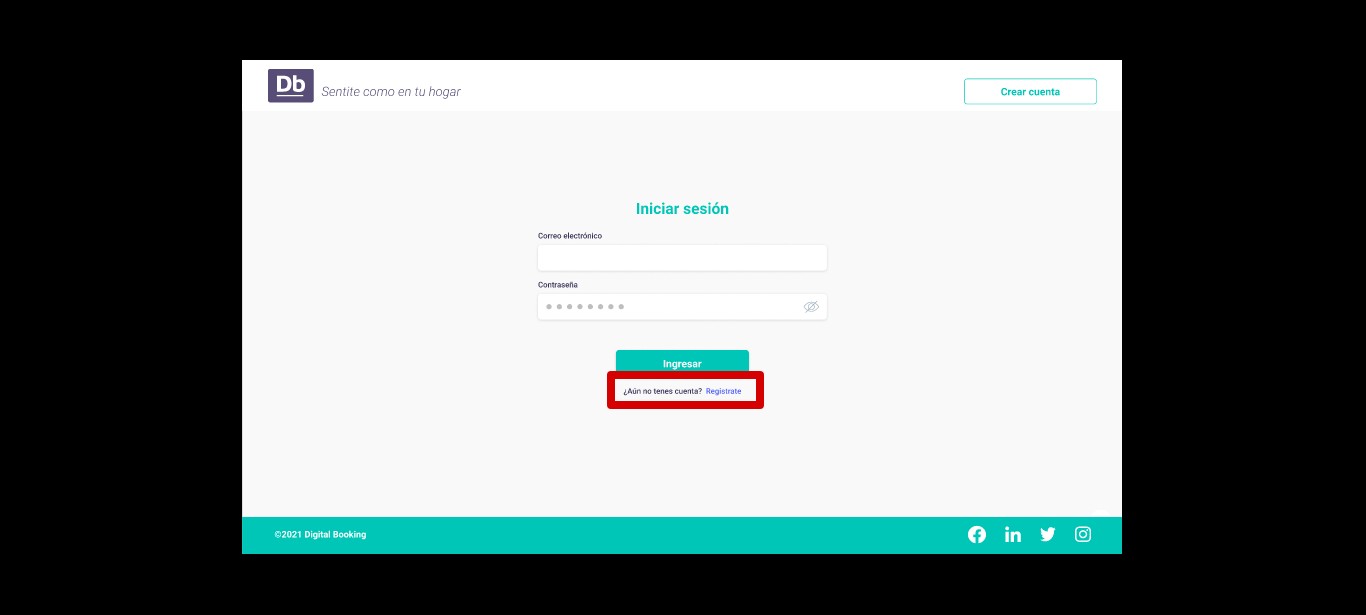 Db
Sentite como en tu hogar
Crear cuenta
Iniciar sesión
Correo electrónico
Contraseña
Ingresar
¿Aún no tenes cuenta? Registrate
©2021 Digital Booking
in